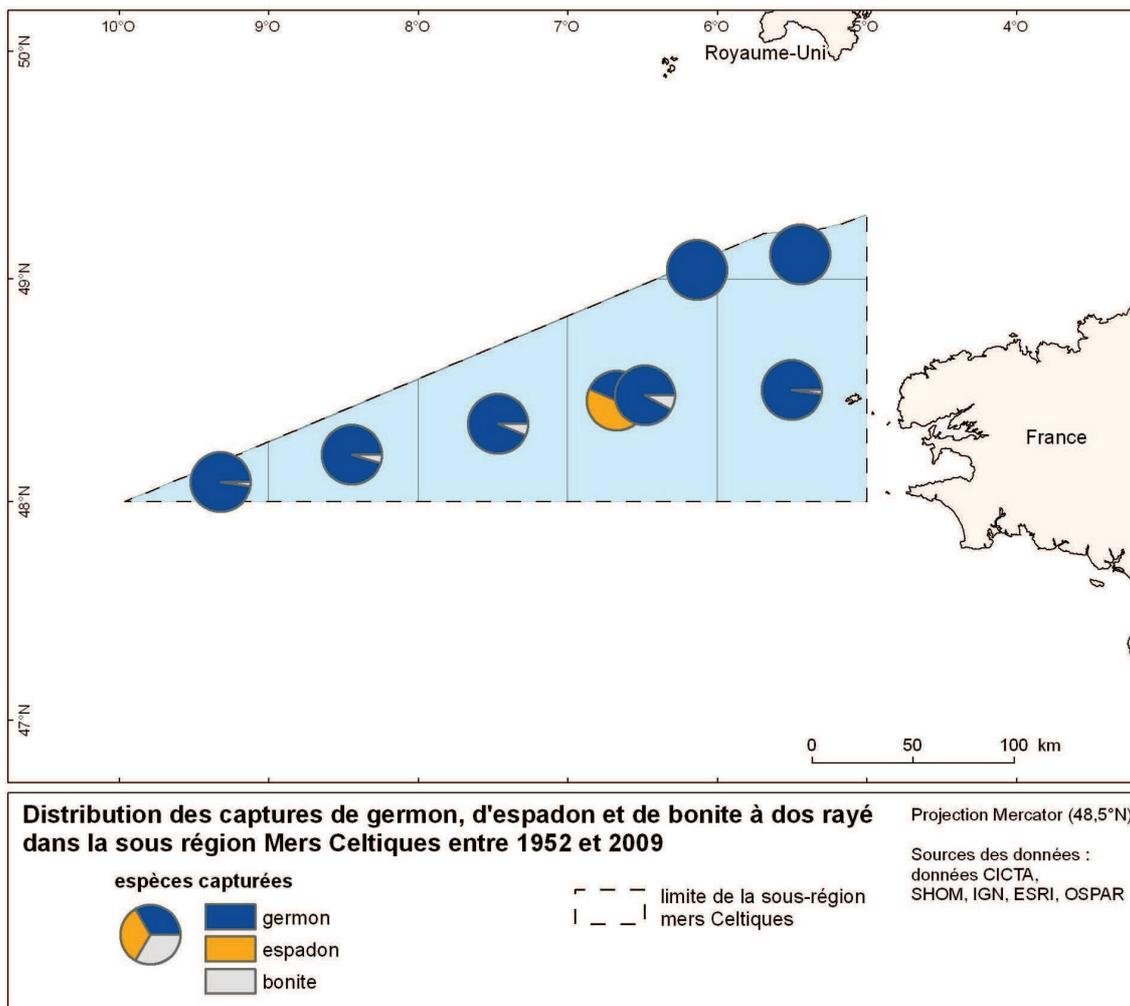 10°O 9°O 8°O 7°O 6°O 5°O 4°O
50°N
Royaume-Uni
49°N
48°N
France
47°N
0 50 100 km
Distribution des captures de germon, d'espadon et de bonite à dos rayé
dans la sous région Mers Celtiques entre 1952 et 2009
Projection Mercator (48,5°N)
Sources des données :
données CICTA,
SHOM, IGN, ESRI, OSPAR
espèces capturées
germon
espadon
bonite
limite de la sous-région
mers Celtiques